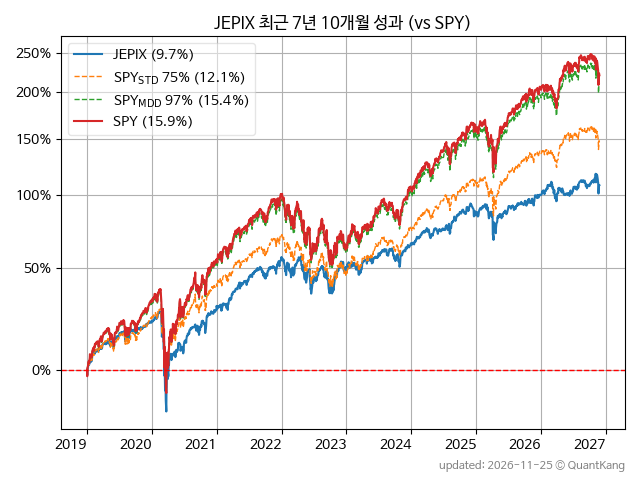 JEPIX 최근 7년 10개월 성과 (vs SPY)
JEPIX (9.7%)
SPY_STD 75% (12.1%)
SPY_MDD 97% (15.4%)
SPY (15.9%)
250%
200%
150%
100%
50%
0%
2019 2020 2021 2022 2023 2024 2025 2026 2027
updated: 2026-11-25 © QuantKang